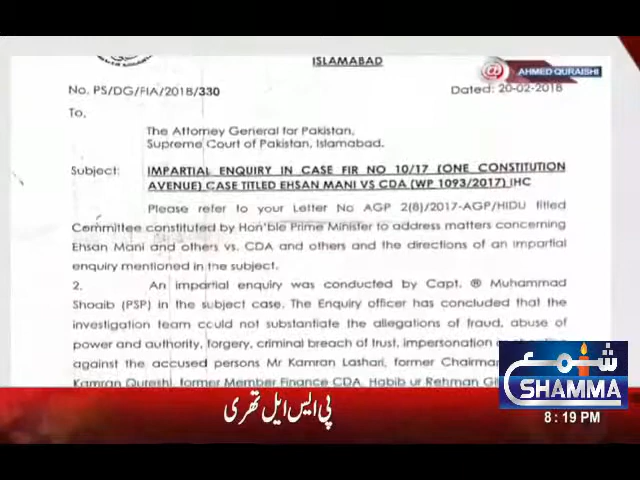 ISLAMABAD
@ AHMED QURAISHI
No. PS/DG/FIA/2018/330
Dated: 20-02-2018
To,
The Attorney General for Pakistan,
Supreme Court of Pakistan, Islamabad.
Subject: IMPARTIAL ENQUIRY IN CASE FIR NO 10/17 (ONE CONSTITUTION
AVENUE) CASE TITLED EHSAN MANI VS CDA (WP 1093/2017) IHC
Please refer to your Letter No AGP 2(8)/2017-AGP/HIDU titled
Committee constituted by Hon'ble Prime Minister to address matters concerning
Ehsan Mani and others vs. CDA and others and the directions of an impartial
enquiry mentioned in the subject.
2. An impartial enquiry was conducted by Capt. ® Muhammad
Shoaib (PSP) in the subject case. The Enquiry officer has concluded that the
investigation team could not substantiate the allegations of fraud, abuse of
power and authority, forgery, criminal breach of trust, impersonation
against the accused persons Mr Kamran Lashari, former Chairman
Kamran Qureshi, former Member Finance CDA, Habib ur Rehman
شمع
SHAMMA
8:19 PM
پی ایس ایل تھری